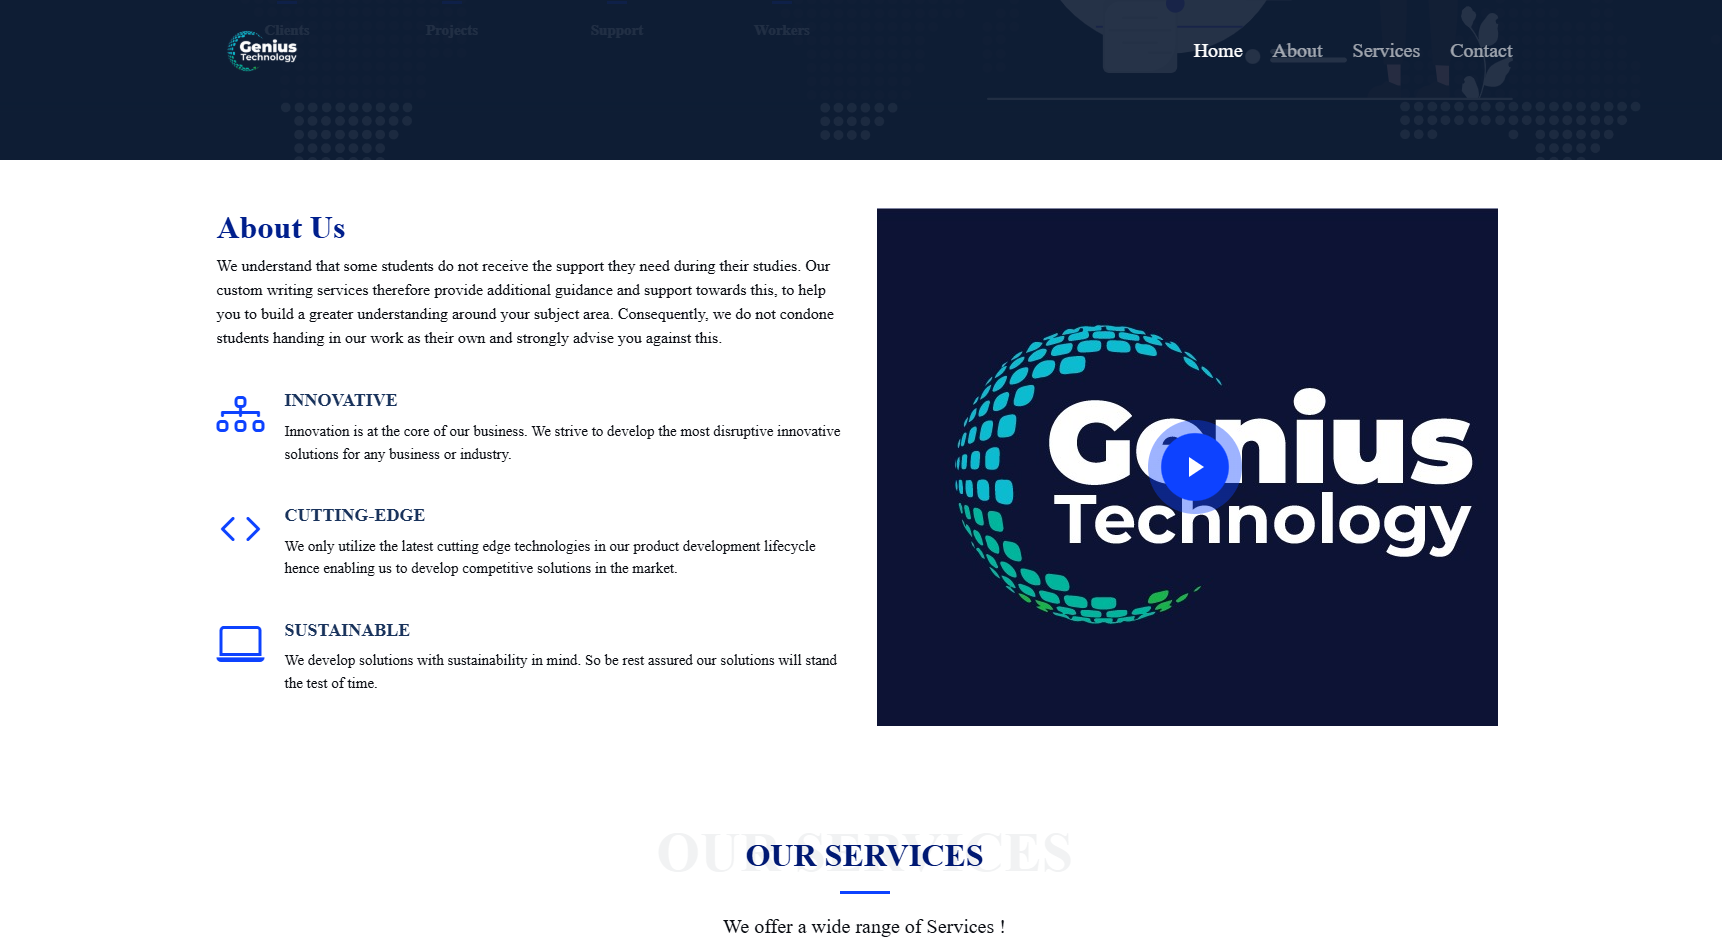 Clients
Projects
Support
Workers
Genius
Technology
Home
About
Services
Contact
About Us
We understand that some students do not receive the support they need during their studies. Our
custom writing services therefore provide additional guidance and support towards this, to help
you to build a greater understanding around your subject area. Consequently, we do not condone
students handing in our work as their own and strongly advise you against this.
INNOVATIVE
Innovation is at the core of our business. We strive to develop the most disruptive innovative
solutions for any business or industry.
CUTTING-EDGE
We only utilize the latest cutting edge technologies in our product development lifecycle
hence enabling us to develop competitive solutions in the market.
SUSTAINABLE
We develop solutions with sustainability in mind. So be rest assured our solutions will stand
the test of time.
Genius
Technology
OUR SERVICES
OUR SERVICES
We offer a wide range of Services !